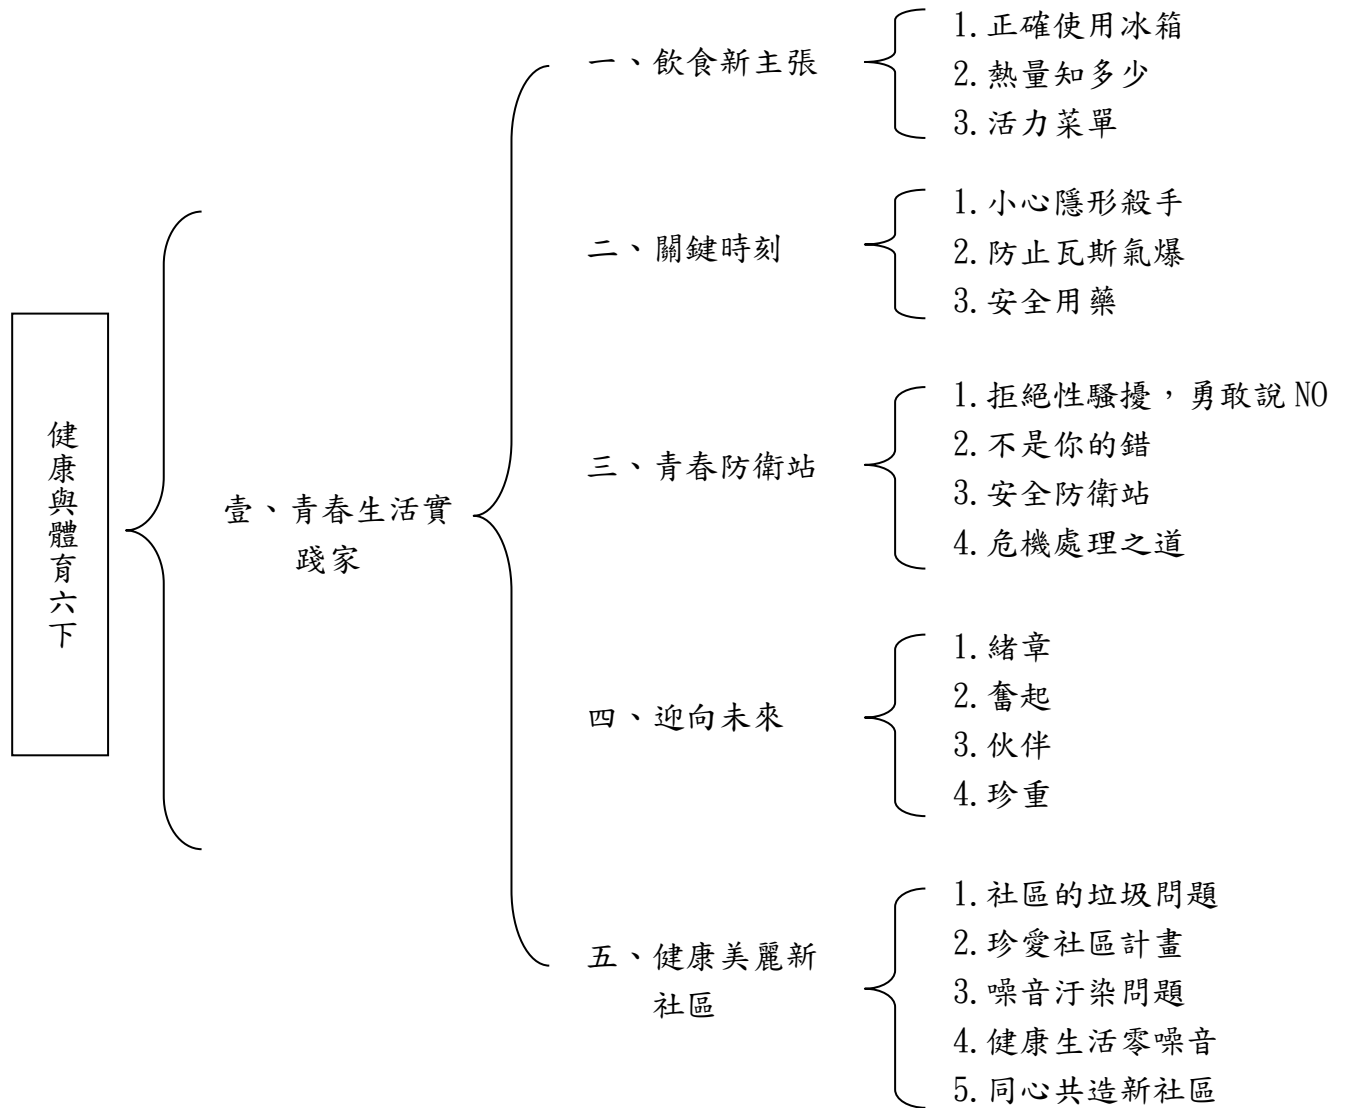 健康與體育六下
壹、青春生活實
踐家
一、飲食新主張
1.正確使用冰箱
2.熱量知多少
3.活力菜單
二、關鍵時刻
1.小心隱形殺手
2.防止瓦斯氣爆
3.安全用藥
三、青春防衛站
1.拒絕性騷擾，勇敢說 NO
2.不是你的錯
3.安全防衛站
4.危機處理之道
四、迎向未來
1.緒章
2.奮起
3.伙伴
4.珍重
五、健康美麗新
社區
1.社區的垃圾問題
2.珍愛社區計畫
3.噪音汙染問題
4.健康生活零噪音
5.同心共造新社區